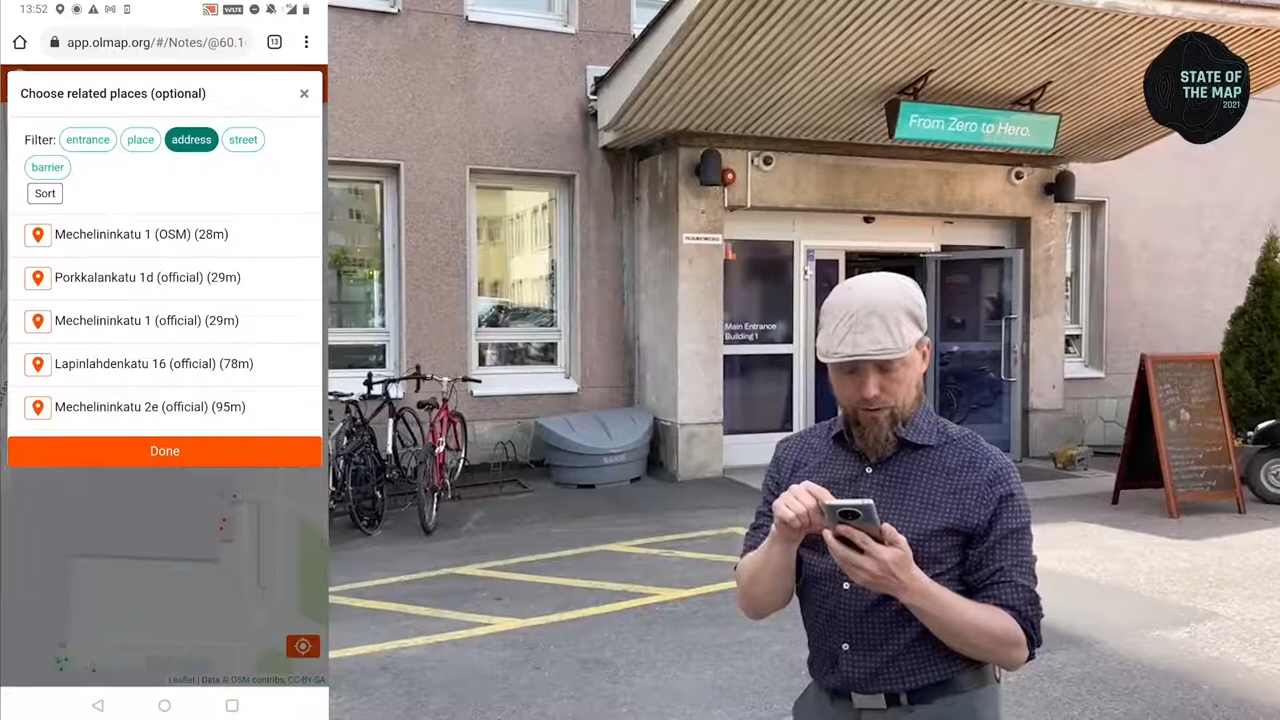 13:52
VoLTE
4G
app.olmap.org/#/Notes/@60.1
13
Choose related places (optional)
×
Filter: entrance place address street
barrier
Sort
Mechelininkatu 1 (OSM) (28m)
Porkkalankatu 1d (official) (29m)
Mechelininkatu 1 (official) (29m)
Lapinlahdenkatu 16 (official) (78m)
Mechelininkatu 2e (official) (95m)
Done
Leaflet | Data © OSM contribs, CC-BY-SA
From Zero to Hero.
Main Entrance
Building 1
STATE OF
THE MAP
2021